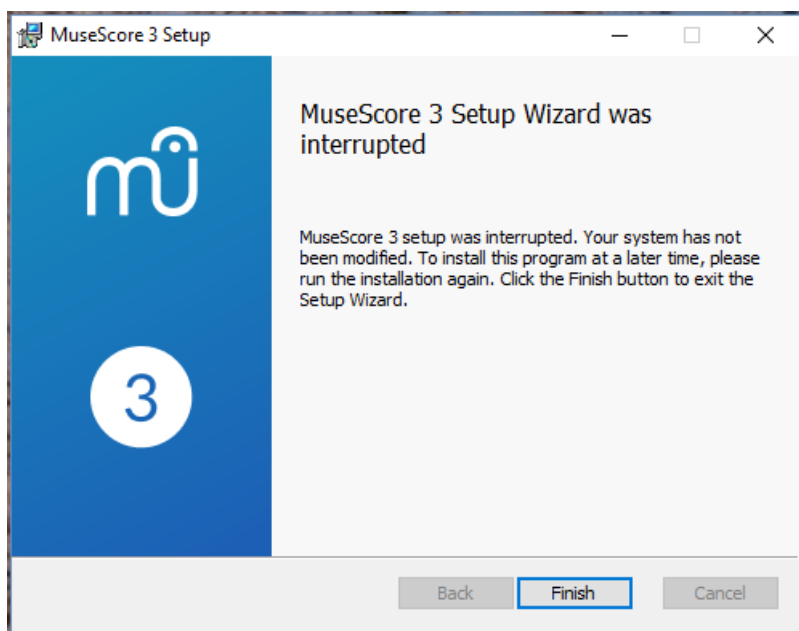 MuseScore 3 Setup
MuseScore 3 Setup Wizard was
interrupted
MuseScore 3 setup was interrupted. Your system has not
been modified. To install this program at a later time, please
run the installation again. Click the Finish button to exit the
Setup Wizard.
3
Back
Finish
Cancel